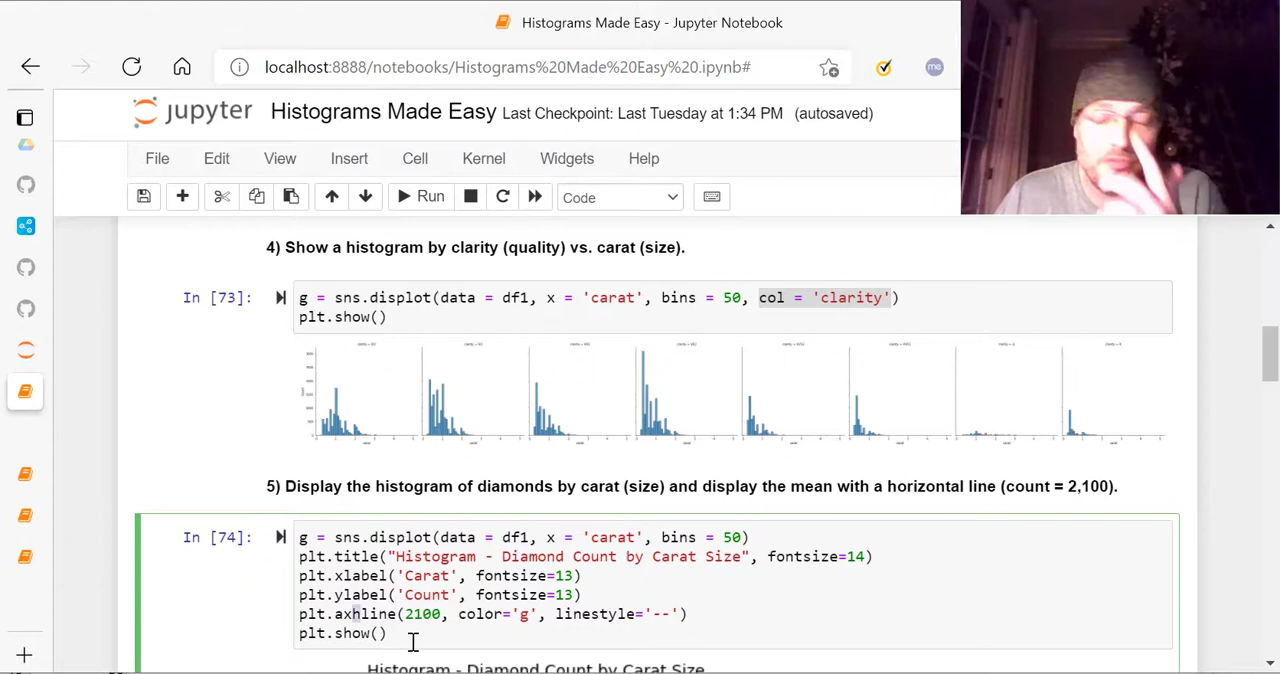 Histograms Made Easy - Jupyter Notebook
localhost:8888/notebooks/Histograms%20Made%20Easy%20.ipynb#
me
jupyter Histograms Made Easy Last Checkpoint: Last Tuesday at 1:34 PM (autosaved)
File Edit View Insert Cell Kernel Widgets Help
Run Code
4) Show a histogram by clarity (quality) vs. carat (size).
In [73]: g = sns.displot(data = df1, x = 'carat', bins = 50, col = 'clarity')
plt.show()
5) Display the histogram of diamonds by carat (size) and display the mean with a horizontal line (count = 2,100).
In [74]: g = sns.displot(data = df1, x = 'carat', bins = 50)
plt.title("Histogram - Diamond Count by Carat Size", fontsize=14)
plt.xlabel('Carat', fontsize=13)
plt.ylabel('Count', fontsize=13)
plt.axhline(2100, color='g', linestyle='--')
plt.show()
Histogram - Diamond Count by Carat Size